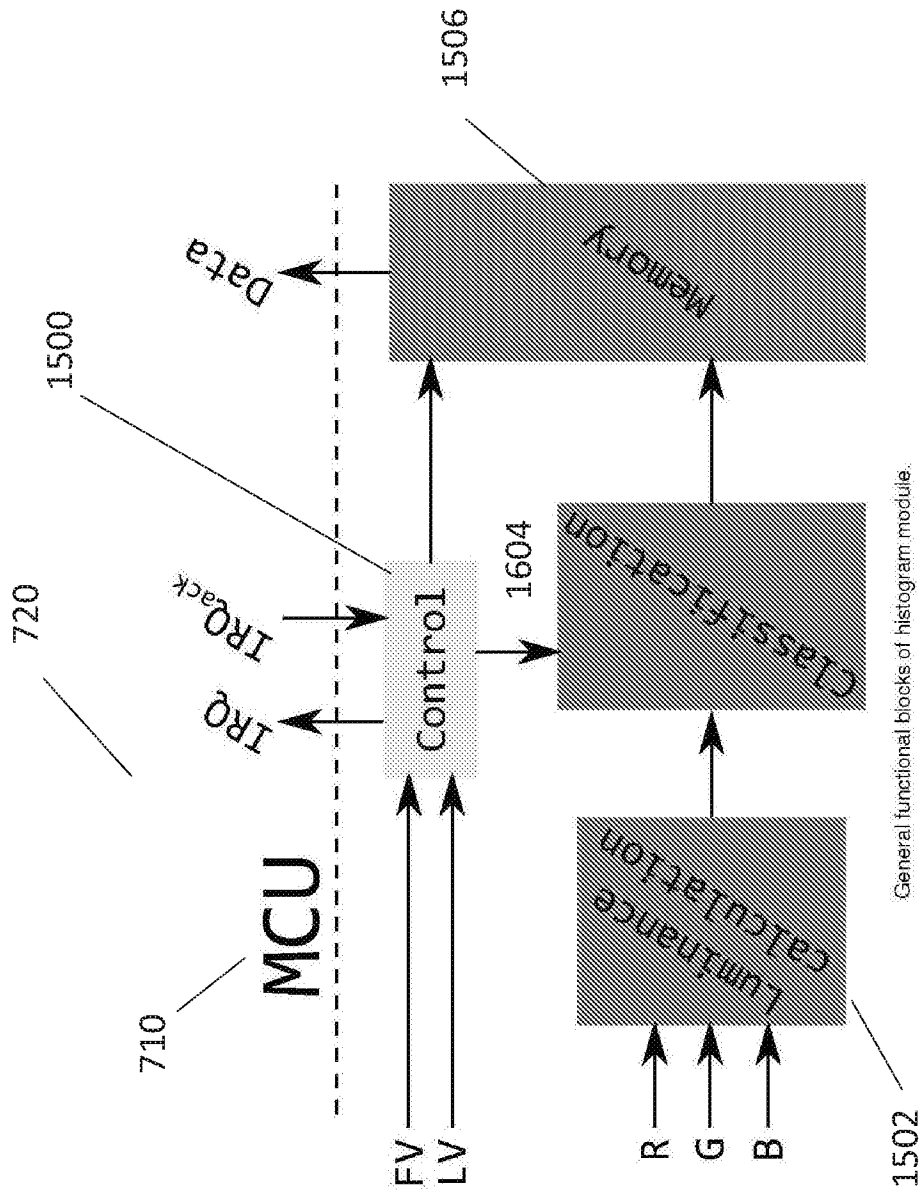 720
710
MCU
IRQ
IRQack
1500
Data
1506
FV
LV
Control
1604
R
G
B
Luminance
calculation
Classification
Memory
1502
General functional blocks of histogram module.